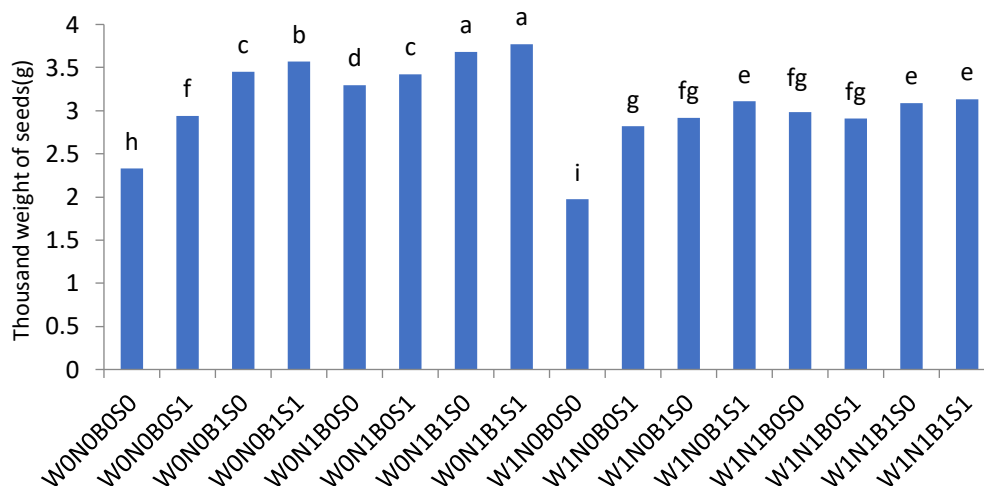 Thousand weight of seeds(g)
4
3.5
3
2.5
2
1.5
1
0.5
0
h
f
c
b
d
c
a
a
i
g
fg
e
fg
fg
e
e
W0N0B0S0
W0N0B0S1
W0N0B1S0
W0N0B1S1
W0N1B0S0
W0N1B0S1
W0N1B1S0
W0N1B1S1
W1N0B0S0
W1N0B0S1
W1N0B1S0
W1N0B1S1
W1N1B0S0
W1N1B0S1
W1N1B1S0
W1N1B1S1